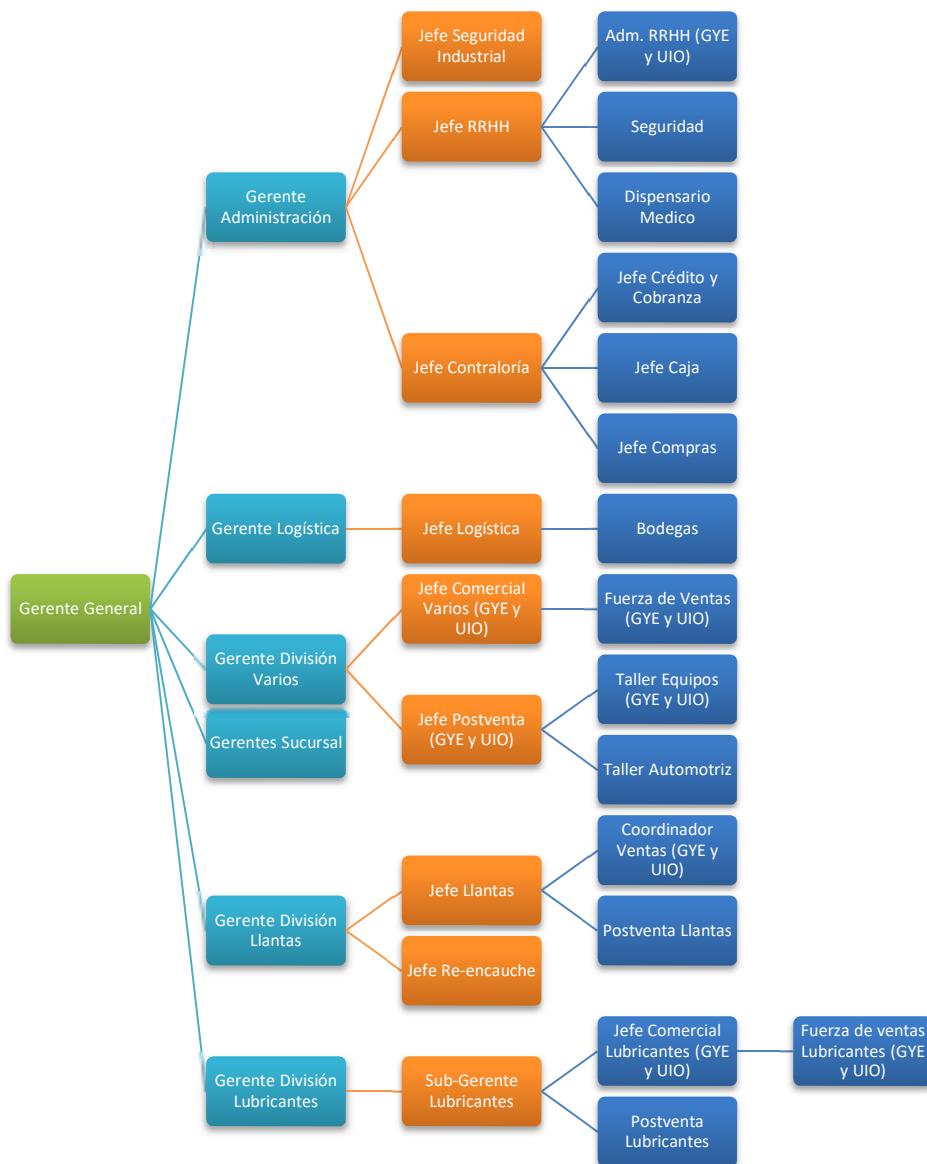 Jefe Seguridad
Industrial
Adm. RRHH (GYE
y UIO)
Jefe RRHH
Seguridad
Gerente
Administración
Dispensario
Medico
Jefe Crédito y
Cobranza
Jefe Contraloría
Jefe Caja
Jefe Compras
Gerente Logística
Jefe Logística
Bodegas
Gerente General
Jefe Comercial
Varios (GYE y
UIO)
Fuerza de Ventas
(GYE y UIO)
Gerente División
Varios
Taller Equipos
(GYE y UIO)
Gerentes Sucursal
Jefe Postventa
(GYE y UIO)
Taller Automotriz
Coordinador
Ventas (GYE y
UIO)
Jefe Llantas
Gerente División
Llantas
Postventa Llantas
Jefe Re-encauche
Jefe Comercial
Lubricantes (GYE
y UIO)
Fuerza de ventas
Lubricantes (GYE
y UIO)
Gerente División
Lubricantes
Sub-Gerente
Lubricantes
Postventa
Lubricantes